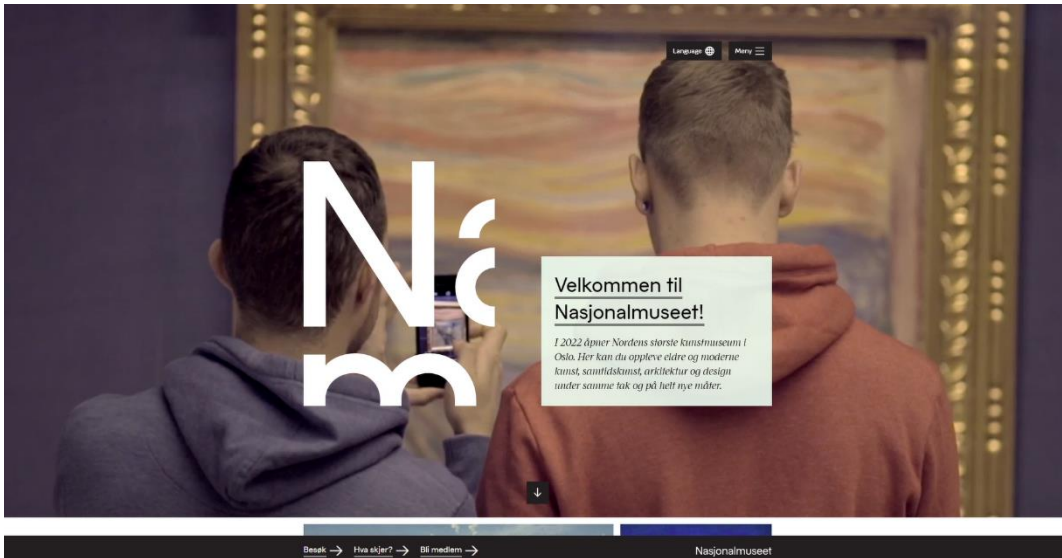 Language
Meny
Na
m
Velkommen til
Nasjonalmuseet!
I 2022 åpner Nordens største kunstmuseum i
Oslo. Her kan du oppleve eldre og moderne
kunst, samtidskunst, arkitektur og design
under samme tak og på helt nye måter.
Besøk → Hva skjer? → Bli medlem →
Nasjonalmuseet